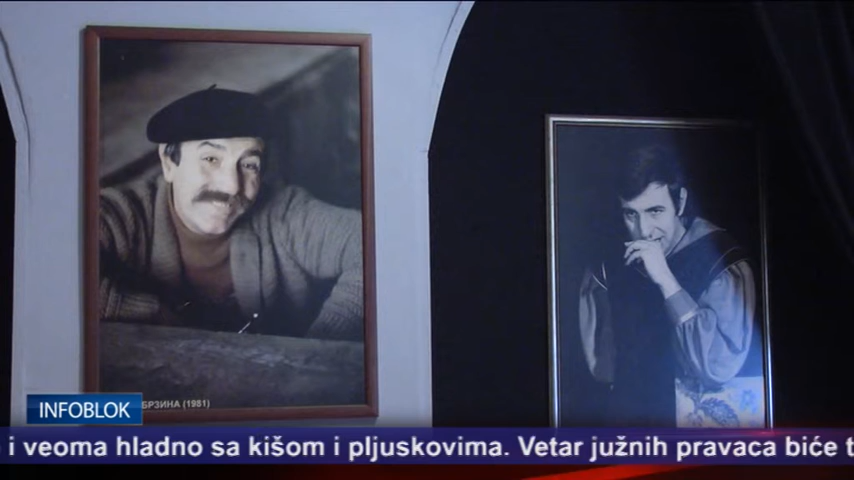 БРЗИНА (1981)
INFOBLOK
i veoma hladno sa kišom i pljuskovima. Vetar južnih pravaca biće